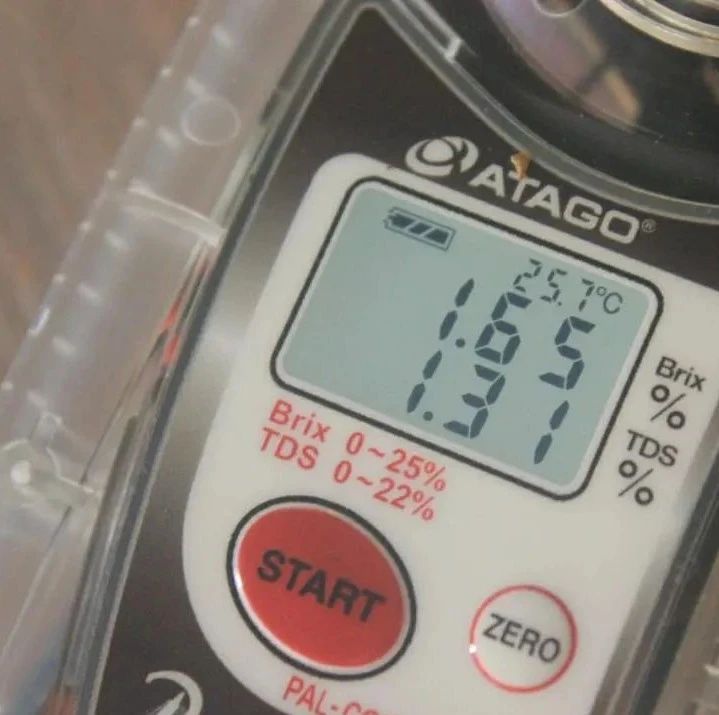 ATAGO®
25.7°C
1.65 Brix %
1.31 TDS %
Brix 0~25%
TDS 0~22%
START
ZERO